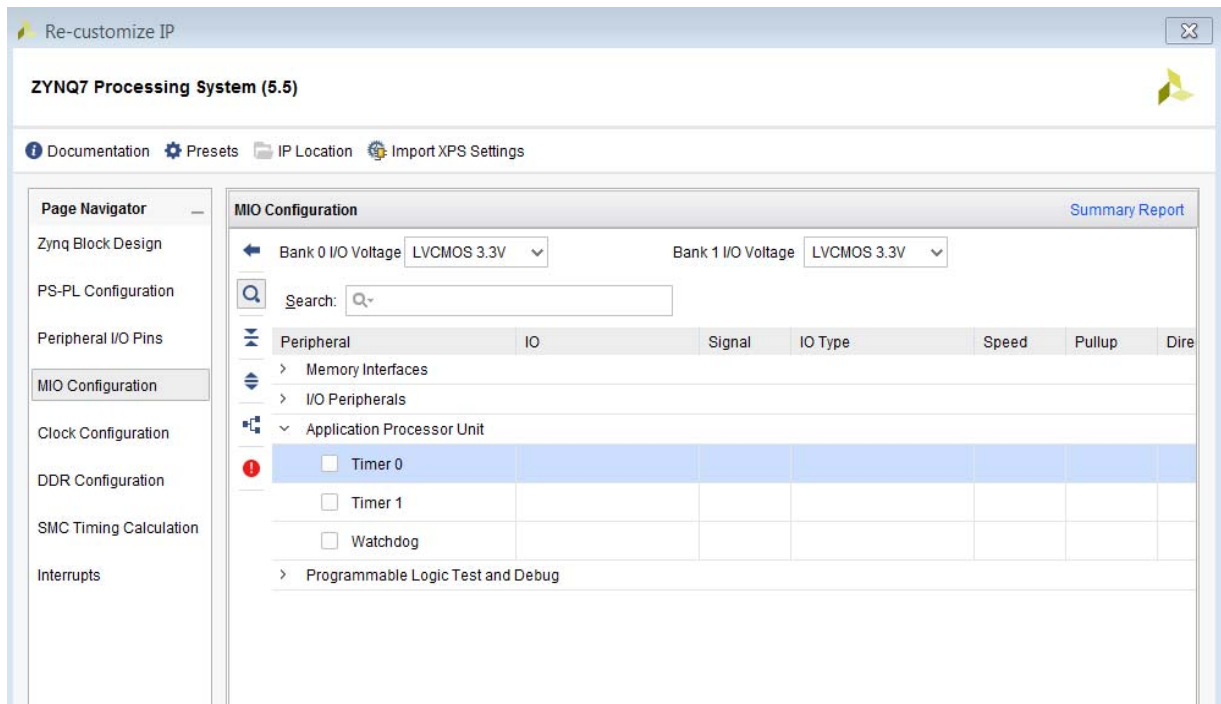 Re-customize IP
ZYNQ7 Processing System (5.5)
Documentation Presets IP Location Import XPS Settings
Page Navigator
Zynq Block Design
PS-PL Configuration
Peripheral I/O Pins
MIO Configuration
Clock Configuration
DDR Configuration
SMC Timing Calculation
Interrupts
MIO Configuration Summary Report
Bank 0 I/O Voltage LVCMOS 3.3V Bank 1 I/O Voltage LVCMOS 3.3V
Search:
Peripheral IO Signal IO Type Speed Pullup Dire
Memory Interfaces
I/O Peripherals
Application Processor Unit
Timer 0
Timer 1
Watchdog
Programmable Logic Test and Debug